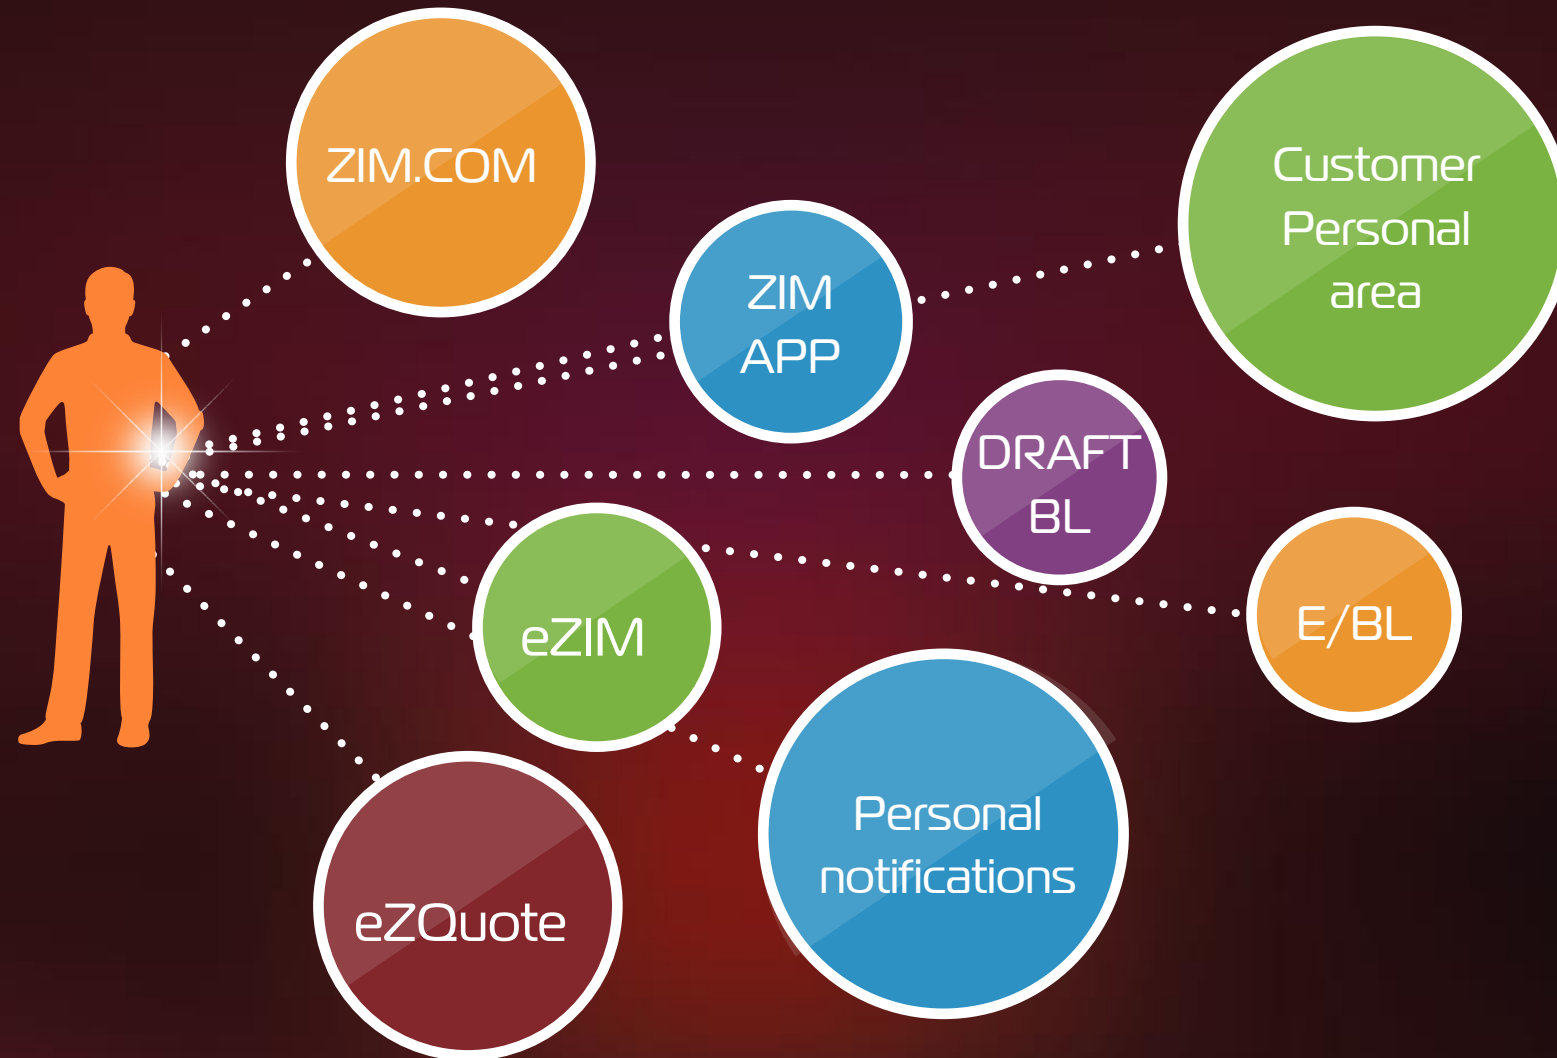 ZIM.COM
Customer
Personal
area
ZIM
APP
DRAFT
BL
eZIM
E/BL
Personal
notifications
eZQuote